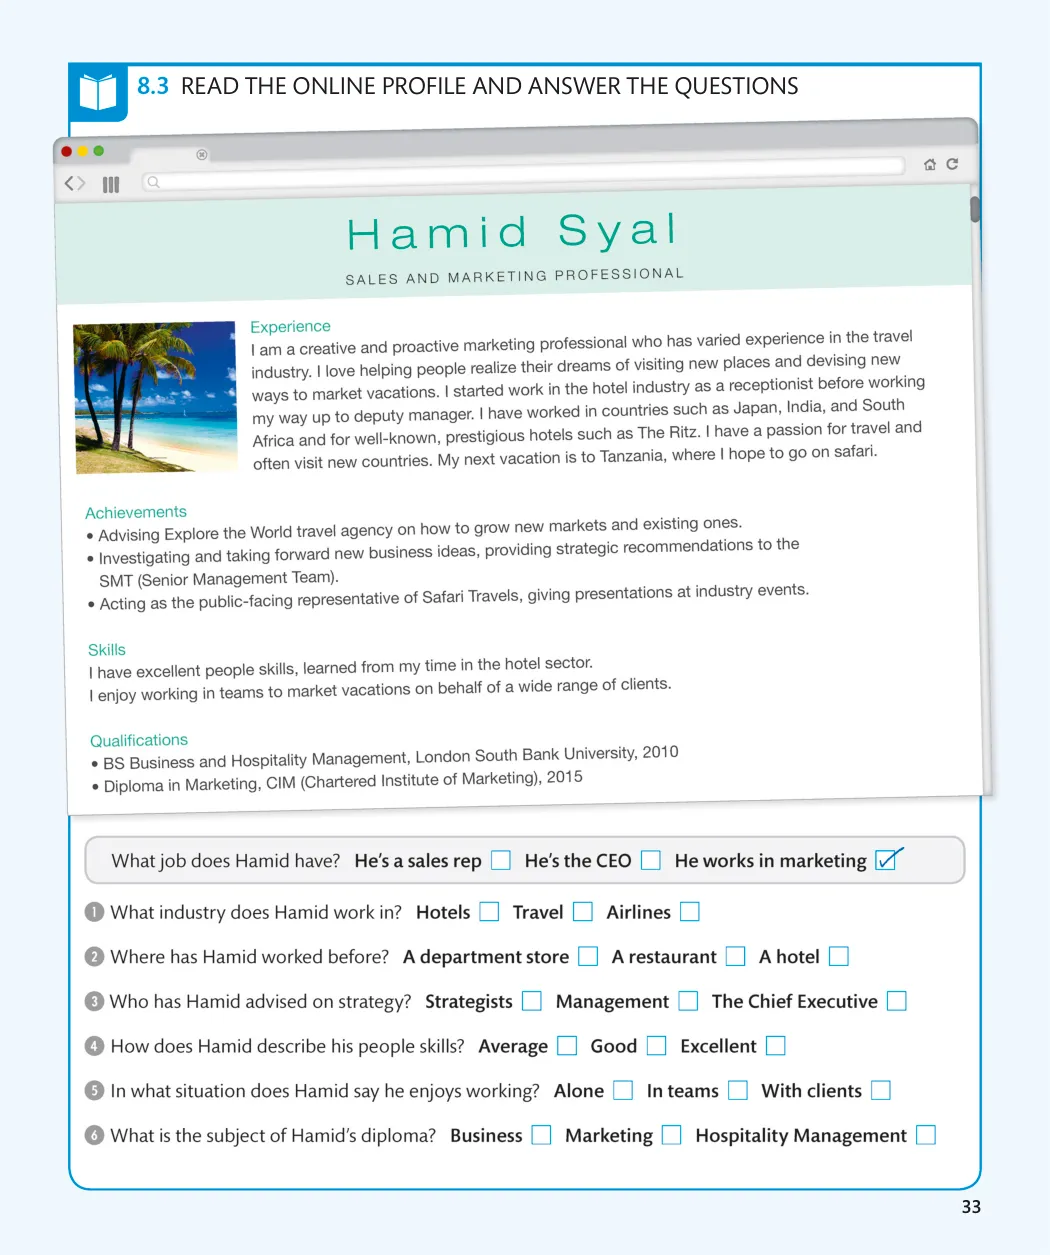 8.3 READ THE ONLINE PROFILE AND ANSWER THE QUESTIONS
Hamid Syal
SALES AND MARKETING PROFESSIONAL
Experience
I am a creative and proactive marketing professional who has varied experience in the travel
industry. I love helping people realize their dreams of visiting new places and devising new
ways to market vacations. I started work in the hotel industry as a receptionist before working
my way up to deputy manager. I have worked in countries such as Japan, India, and South
Africa and for well-known, prestigious hotels such as The Ritz. I have a passion for travel and
often visit new countries. My next vacation is to Tanzania, where I hope to go on safari.
Achievements
• Advising Explore the World travel agency on how to grow new markets and existing ones.
• Investigating and taking forward new business ideas, providing strategic recommendations to the
SMT (Senior Management Team).
• Acting as the public-facing representative of Safari Travels, giving presentations at industry events.
Skills
I have excellent people skills, learned from my time in the hotel sector.
I enjoy working in teams to market vacations on behalf of a wide range of clients.
Qualifications
• BS Business and Hospitality Management, London South Bank University, 2010
• Diploma in Marketing, CIM (Chartered Institute of Marketing), 2015
What job does Hamid have? He's a sales rep He's the CEO He works in marketing
1 What industry does Hamid work in? Hotels Travel Airlines
2 Where has Hamid worked before? A department store A restaurant A hotel
3 Who has Hamid advised on strategy? Strategists Management The Chief Executive
4 How does Hamid describe his people skills? Average Good Excellent
5 In what situation does Hamid say he enjoys working? Alone In teams With clients
6 What is the subject of Hamid's diploma? Business Marketing Hospitality Management
33